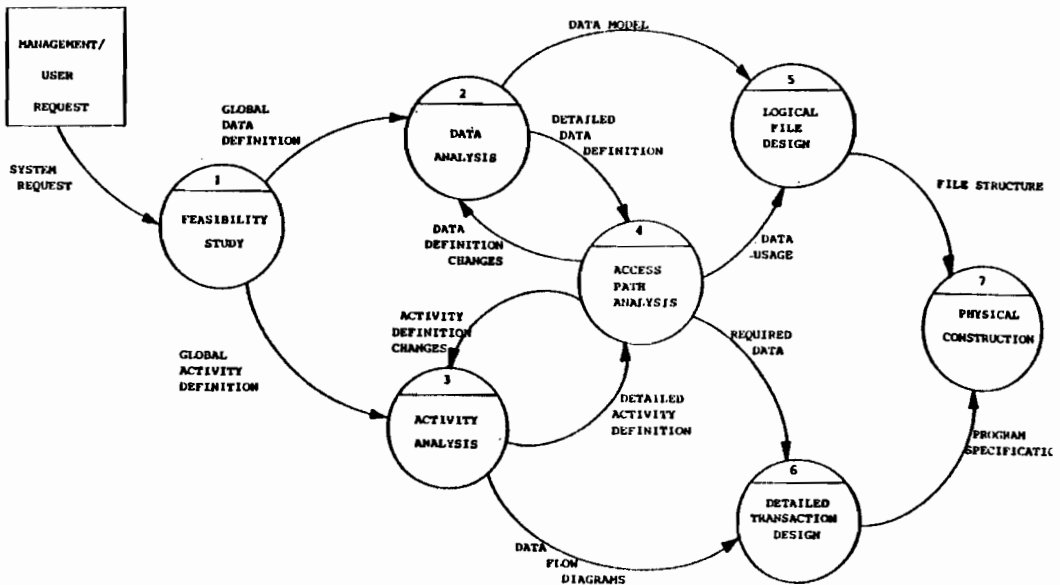 MANAGEMENT/
USER
REQUEST
SYSTEM
REQUEST
1
FEASIBILITY
STUDY
GLOBAL
DATA
DEFINITION
GLOBAL
ACTIVITY
DEFINITION
2
DATA
ANALYSIS
DATA MODEL
DETAILED
DATA
DEFINITION
DATA
DEFINITION
CHANGES
4
ACCESS
PATH
ANALYSIS
ACTIVITY
DEFINITION
CHANGES
3
ACTIVITY
ANALYSIS
DETAILED
ACTIVITY
DEFINITION
DATA
FLOW
DIAGRAMS
5
LOGICAL
FILE
DESIGN
DATA
USAGE
REQUIRED
DATA
6
DETAILED
TRANSACTION
DESIGN
FILE STRUCTURE
7
PHYSICAL
CONSTRUCTION
PROGRAM
SPECIFICATIO